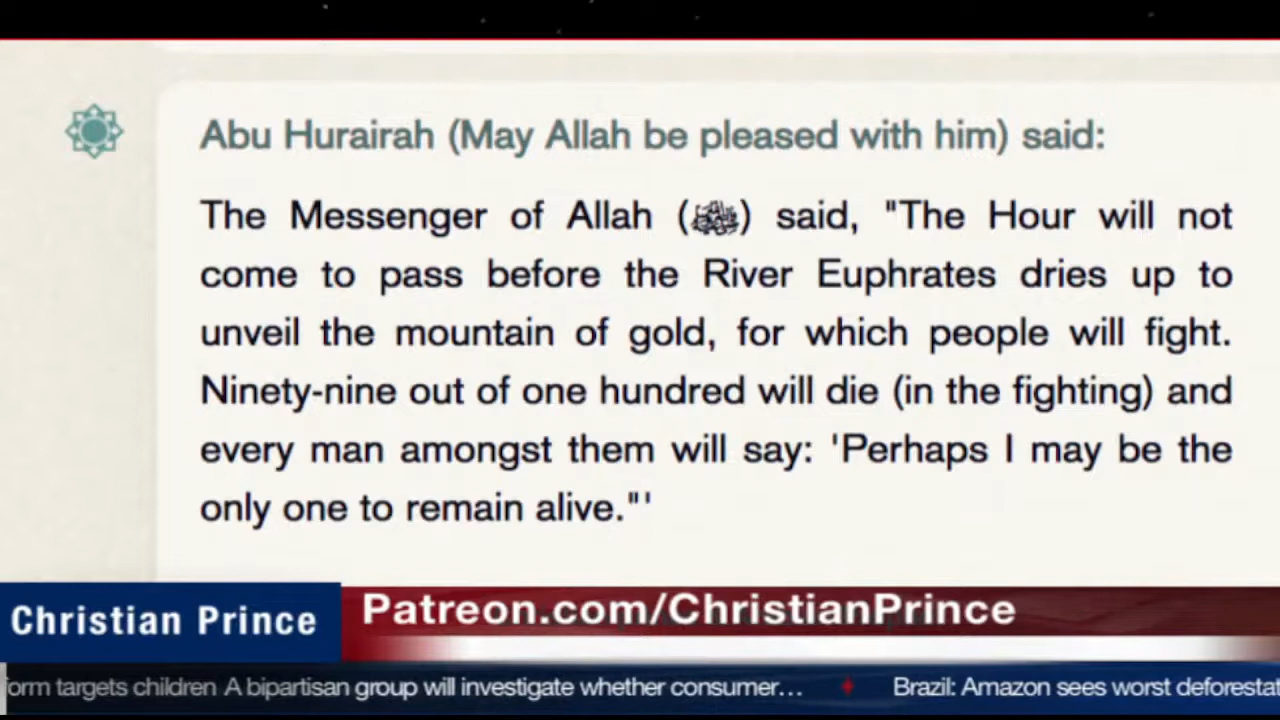 Abu Hurairah (May Allah be pleased with him) said:
The Messenger of Allah (ﷺ) said, "The Hour will not
come to pass before the River Euphrates dries up to
unveil the mountain of gold, for which people will fight.
Ninety-nine out of one hundred will die (in the fighting) and
every man amongst them will say: 'Perhaps I may be the
only one to remain alive."'
Christian Prince
Patreon.com/ChristianPrince
orm targets children A bipartisan group will investigate whether consumer... Brazil: Amazon sees worst deforestat